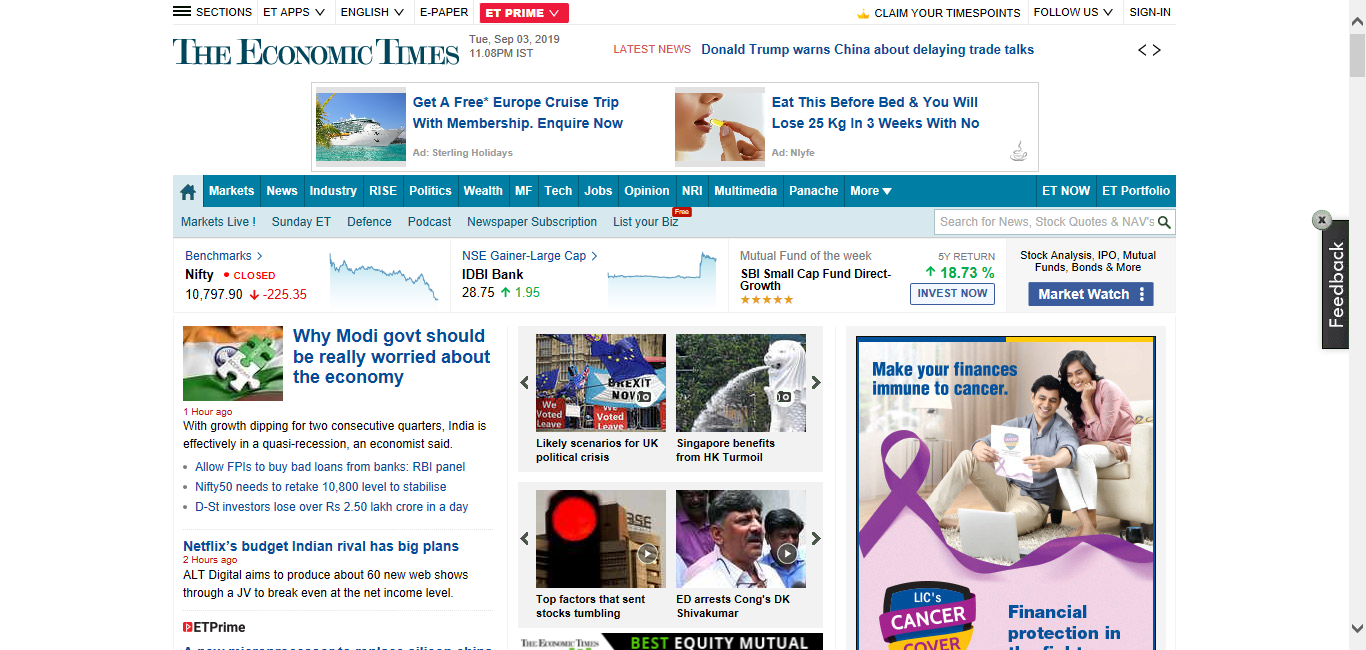 SECTIONS ET APPS ENGLISH E-PAPER ET PRIME CLAIM YOUR TIMESPOINTS FOLLOW US SIGN-IN
THE ECONOMIC TIMES
Tue, Sep 03, 2019
11.08PM IST
LATEST NEWS Donald Trump warns China about delaying trade talks
Get A Free* Europe Cruise Trip
With Membership. Enquire Now
Ad: Sterling Holidays
Eat This Before Bed & You Will
Lose 25 Kg In 3 Weeks With No
Ad: Nlyfe
Markets News Industry RISE Politics Wealth MF Tech Jobs Opinion NRI Multimedia Panache More ET NOW ET Portfolio
Markets Live ! Sunday ET Defence Podcast Newspaper Subscription List your Biz Free
Search for News, Stock Quotes & NAV's
x
Feedback
Benchmarks
Nifty CLOSED
10,797.90 -225.35
NSE Gainer-Large Cap
IDBI Bank
28.75 1.95
Mutual Fund of the week
SBI Small Cap Fund Direct-
Growth
5Y RETURN
18.73 %
INVEST NOW
Stock Analysis, IPO, Mutual
Funds, Bonds & More
Market Watch
Why Modi govt should
be really worried about
the economy
1 Hour ago
With growth dipping for two consecutive quarters, India is
effectively in a quasi-recession, an economist said.
Allow FPIs to buy bad loans from banks: RBI panel
Nifty50 needs to retake 10,800 level to stabilise
D-St investors lose over Rs 2.50 lakh crore in a day
Netflix's budget Indian rival has big plans
2 Hours ago
ALT Digital aims to produce about 60 new web shows
through a JV to break even at the net income level.
ETPrime
A new microprocessor to replace silicon chips
BREXIT
NOW
We
Voted
Leave
We
Voted
Leave
Likely scenarios for UK
political crisis
Singapore benefits
from HK Turmoil
BSE
Top factors that sent
stocks tumbling
ED arrests Cong's DK
Shivakumar
THE ECONOMIC TIMES
BEST EQUITY MUTUAL
Make your finances
immune to cancer.
LIC's
CANCER
COVER
Financial
protection in
the fight